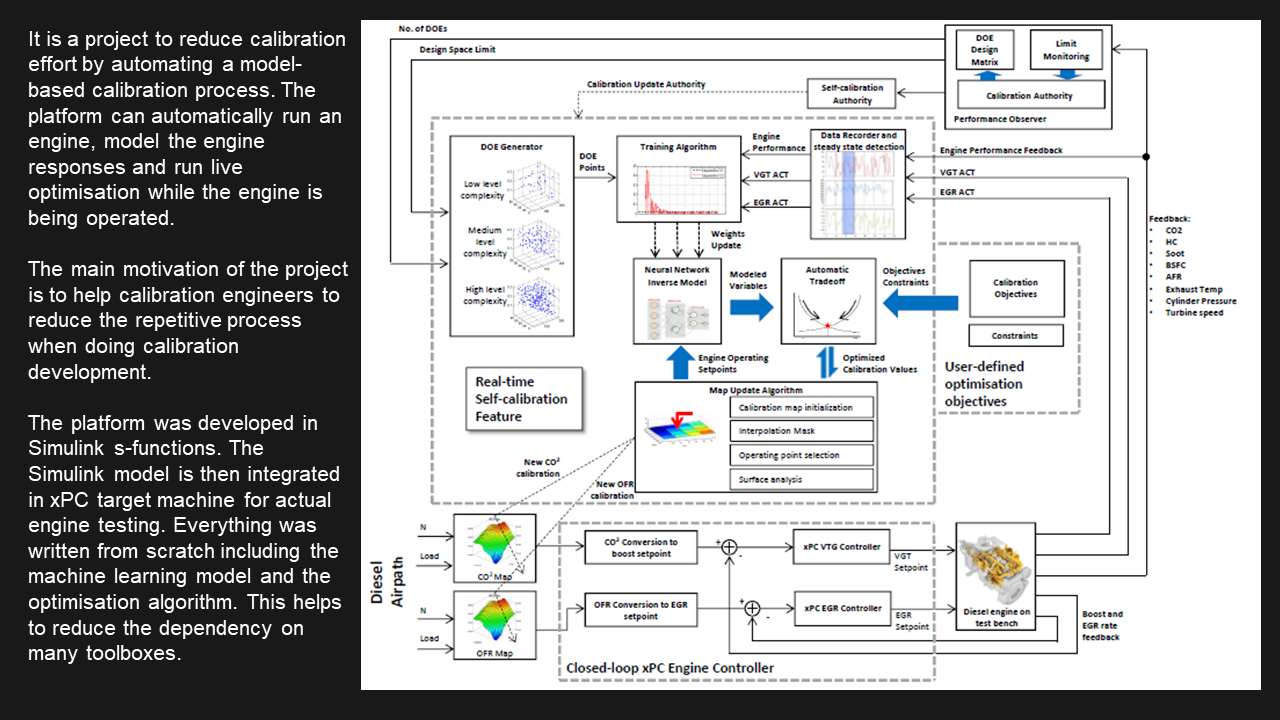 It is a project to reduce calibration
effort by automating a model-
based calibration process. The
platform can automatically run an
engine, model the engine
responses and run live
optimisation while the engine is
being operated.
The main motivation of the project
is to help calibration engineers to
reduce the repetitive process
when doing calibration
development.
The platform was developed in
Simulink s-functions. The
Simulink model is then integrated
in xPC target machine for actual
engine testing. Everything was
written from scratch including the
machine learning model and the
optimisation algorithm. This helps
to reduce the dependency on
many toolboxes.
No. of DOEs
Design Space Limit
DOE
Design
Matrix
Limit
Monitoring
Calibration Authority
Performance Observer
Calibration Update Authority
Self-calibration
Authority
DOE Generator
Low level
complexity
Medium
level
complexity
High level
complexity
DOE
Points
Training Algorithm
Engine
Performance
VGT ACT
EGR ACT
Data Recorder and
steady state detection
Engine Performance Feedback
VGT ACT
EGR ACT
Weights
Update
Neural Network
Inverse Model
Modeled
Variables
Automatic
Tradeoff
Objectives
Constraints
Calibration
Objectives
Constraints
User-defined
optimisation
objectives
Feedback:
• CO2
• HC
• Soot
• BSFC
• AFR
• Exhaust Temp
• Cylinder Pressure
• Turbine speed
Engine Operating
Setpoints
Optimized
Calibration Values
Real-time
Self-calibration
Feature
Map Update Algorithm
Calibration map initialization
Interpolation Mask
Operating point selection
Surface analysis
New CO²
calibration
New OFR
calibration
Diesel
Airpath
N
Load
CO² Map
N
Load
OFR Map
CO² Conversion to
boost setpoint
+
-
xPC VTG Controller
VGT
Setpoint
OFR Conversion to EGR
setpoint
+
-
xPC EGR Controller
EGR
Setpoint
Diesel engine on
test bench
Boost and
EGR rate
feedback
Closed-loop xPC Engine Controller